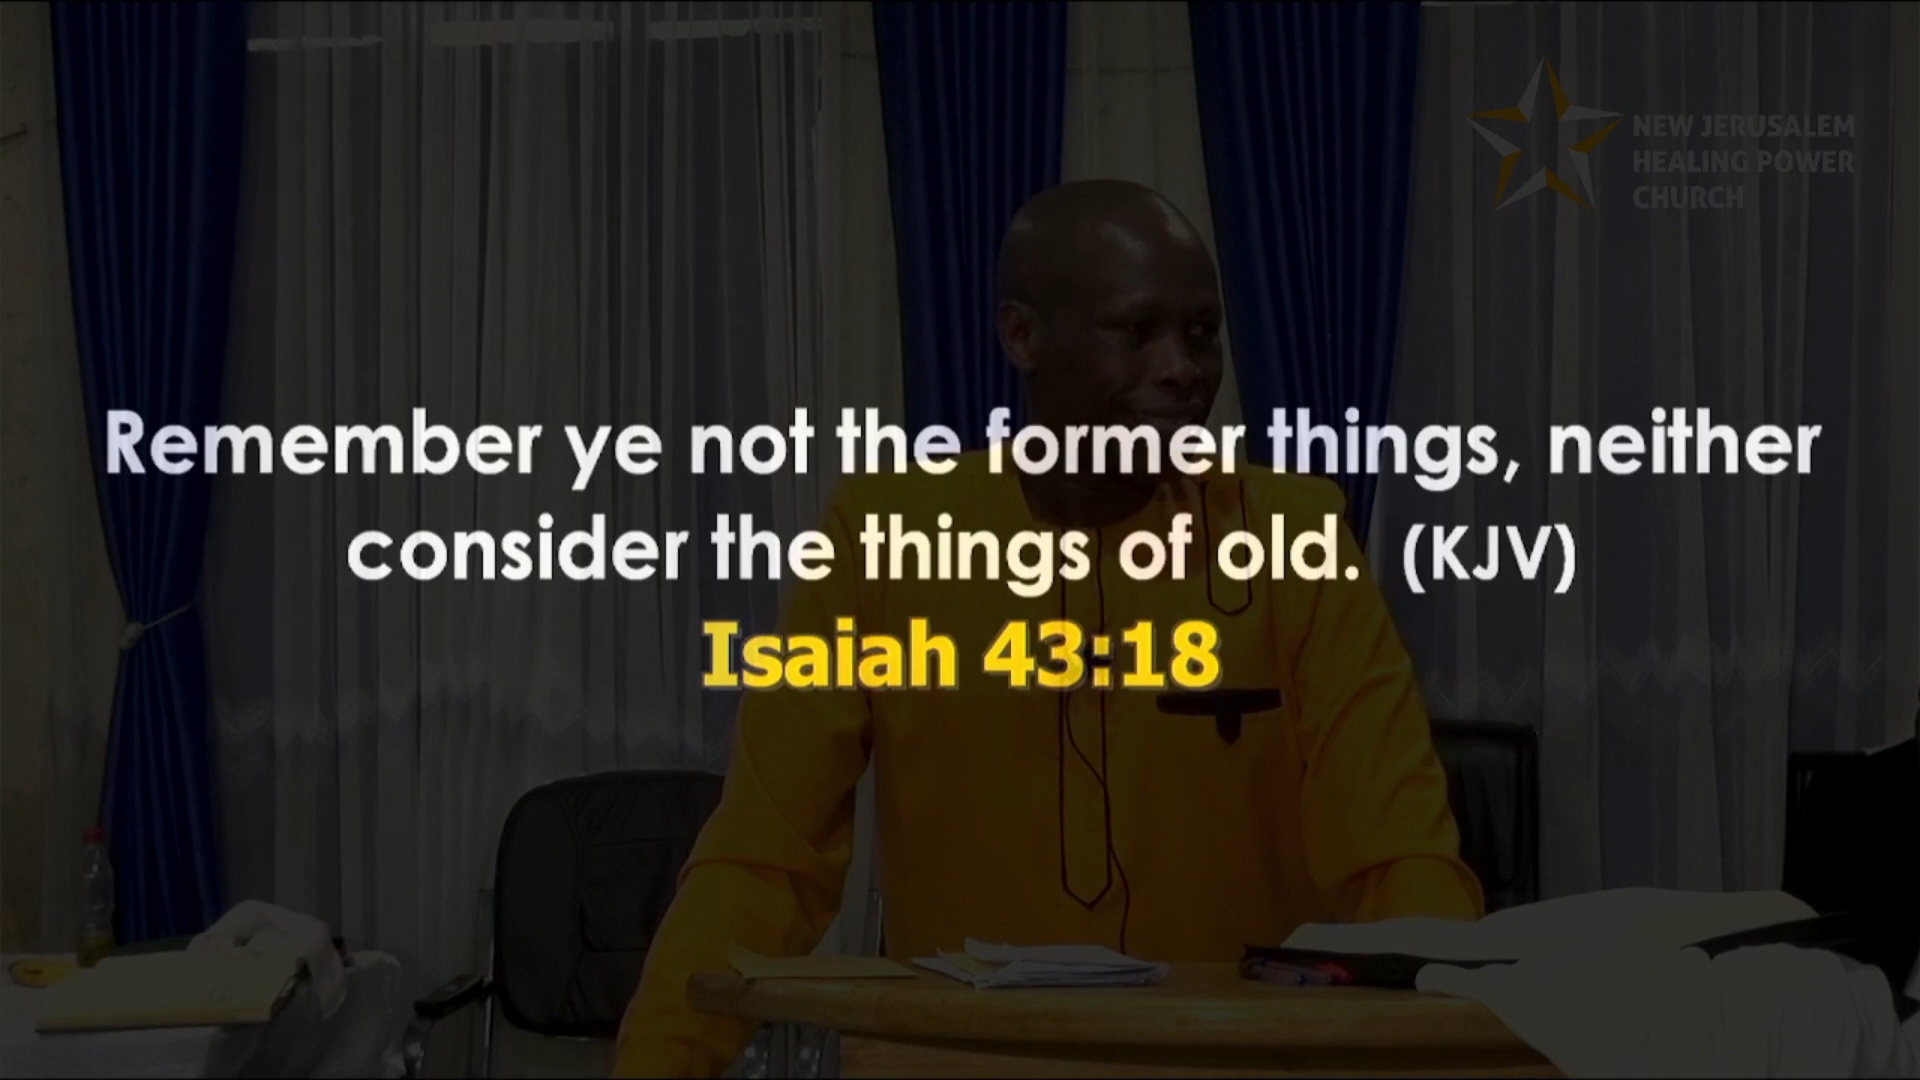 NEW JERUSALEM
HEALING POWER
CHURCH
Remember ye not the former things, neither
consider the things of old. (KJV)
Isaiah 43:18